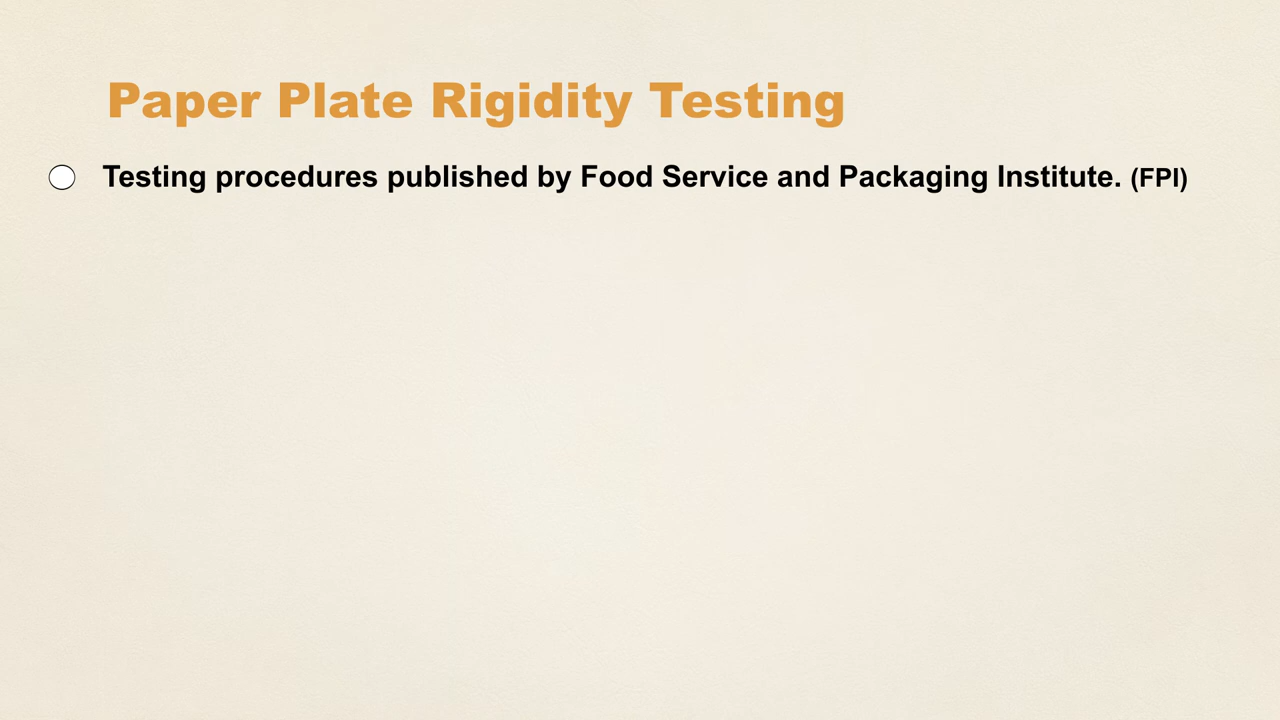 Paper Plate Rigidity Testing
Testing procedures published by Food Service and Packaging Institute. (FPI)